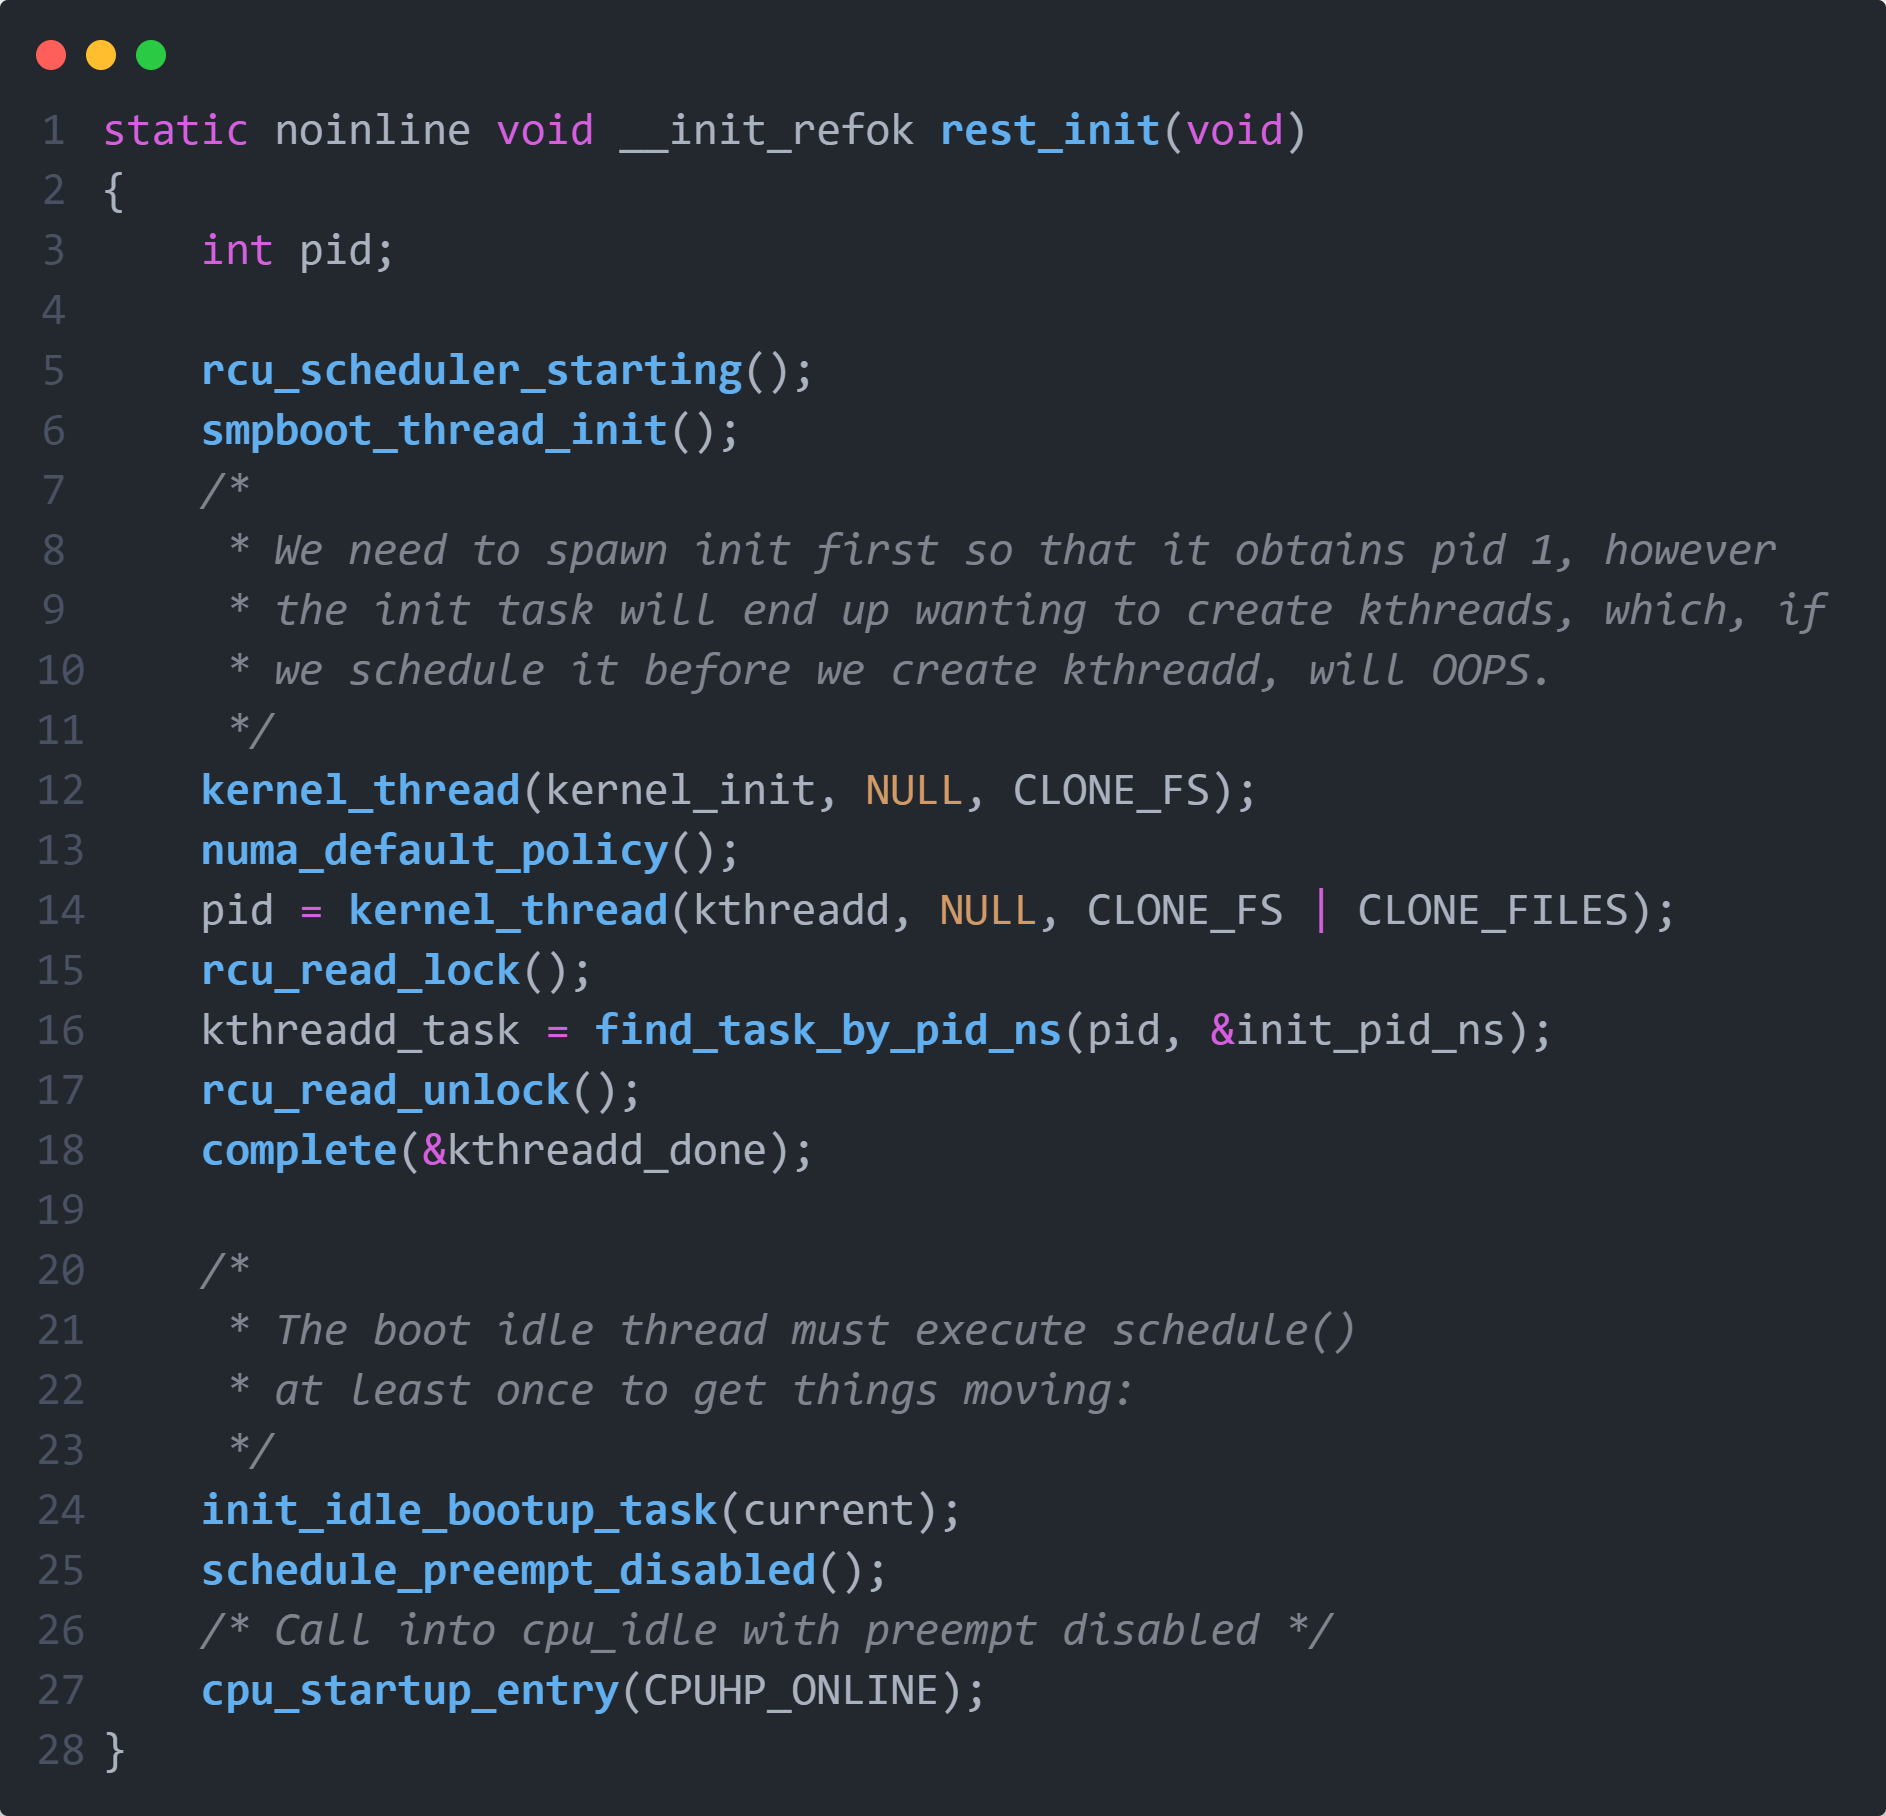 1 static noinline void __init_refok rest_init(void)
2 {
3     int pid;
4
5     rcu_scheduler_starting();
6     smpboot_thread_init();
7     /*
8      * We need to spawn init first so that it obtains pid 1, however
9      * the init task will end up wanting to create kthreads, which, if
10      * we schedule it before we create kthreadd, will OOPS.
11      */
12     kernel_thread(kernel_init, NULL, CLONE_FS);
13     numa_default_policy();
14     pid = kernel_thread(kthreadd, NULL, CLONE_FS | CLONE_FILES);
15     rcu_read_lock();
16     kthreadd_task = find_task_by_pid_ns(pid, &init_pid_ns);
17     rcu_read_unlock();
18     complete(&kthreadd_done);
19
20     /*
21      * The boot idle thread must execute schedule()
22      * at least once to get things moving:
23      */
24     init_idle_bootup_task(current);
25     schedule_preempt_disabled();
26     /* Call into cpu_idle with preempt disabled */
27     cpu_startup_entry(CPUHP_ONLINE);
28 }